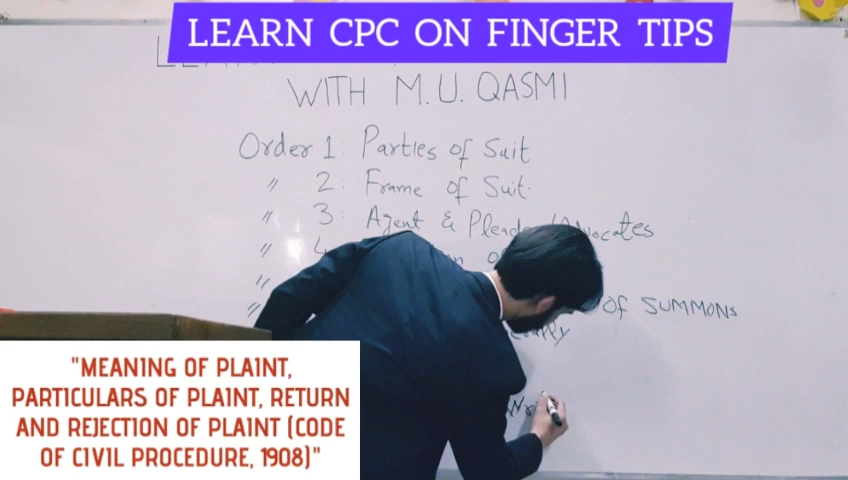 LEARN CPC ON FINGER TIPS
WITH M.U. QASMI
Order 1: Parties of Suit
" 2: Frame of Suit.
" 3: Agent & Advocates
" 4:
"
" OF SUMMONS
"MEANING OF PLAINT,
PARTICULARS OF PLAINT, RETURN
AND REJECTION OF PLAINT (CODE
OF CIVIL PROCEDURE, 1908)"